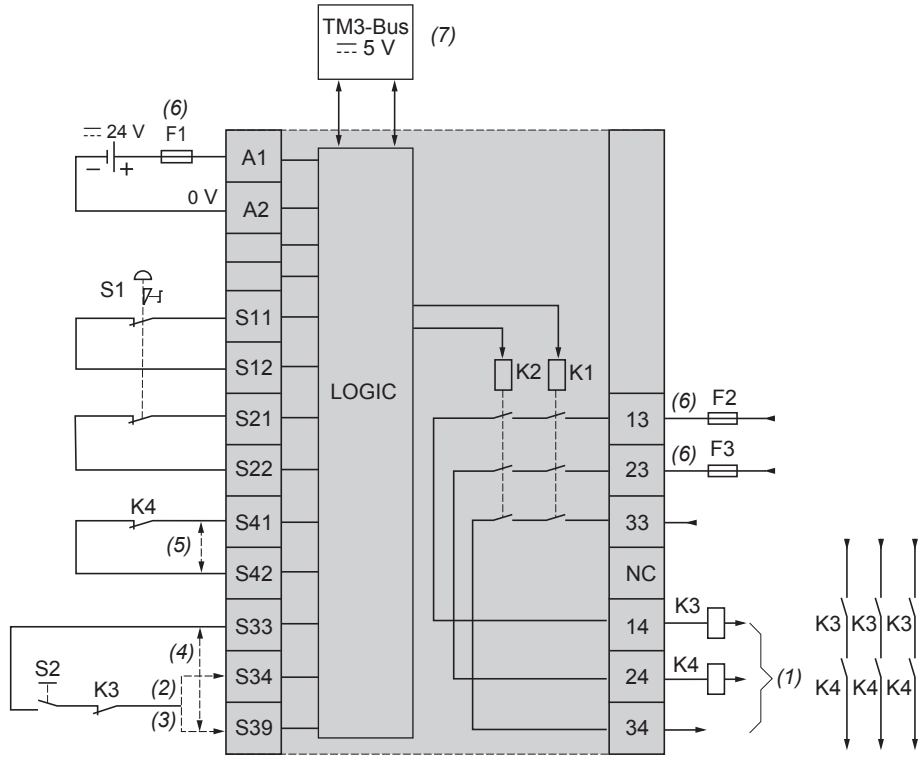 TM3-Bus
5 V
(7)
24 V
(6)
F1
− +
0 V
A1
A2
S1
S11
S12
S21
S22
K4
(5)
S41
S42
S33
S34
S39
S2
K3
(4)
(2)
(3)
LOGIC
K2 K1
13
23
33
NC
14
24
34
(6) F2
(6) F3
K3
K4
(1)
K3 K3 K3
K4 K4 K4